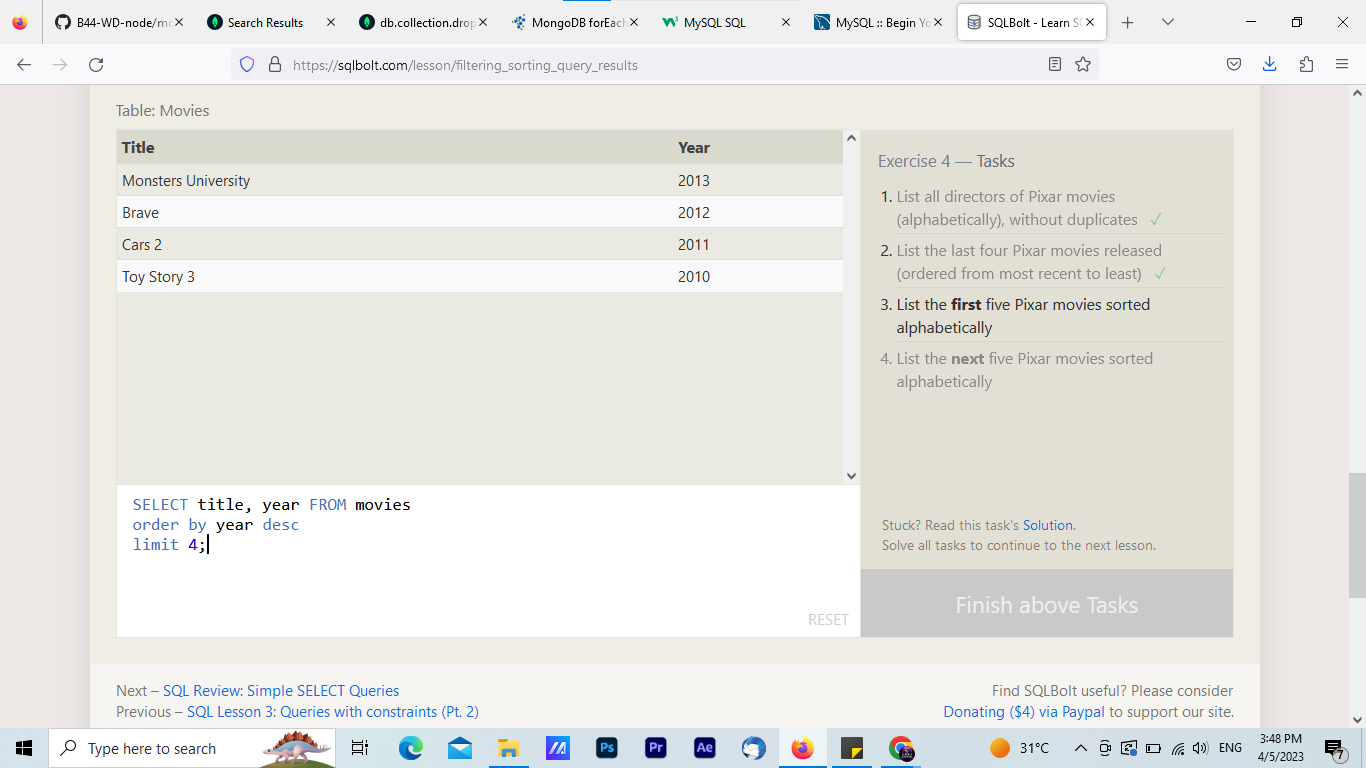 B44-WD-node/mo
Search Results
db.collection.drop
MongoDB forEach
MySQL SQL
MySQL :: Begin Yo
SQLBolt - Learn SQ
https://sqlbolt.com/lesson/filtering_sorting_query_results
Table: Movies
Title Year
Monsters University 2013
Brave 2012
Cars 2 2011
Toy Story 3 2010
Exercise 4 — Tasks
1. List all directors of Pixar movies
(alphabetically), without duplicates ✓
2. List the last four Pixar movies released
(ordered from most recent to least) ✓
3. List the first five Pixar movies sorted
alphabetically
4. List the next five Pixar movies sorted
alphabetically
SELECT title, year FROM movies
order by year desc
limit 4;
RESET
Stuck? Read this task's Solution.
Solve all tasks to continue to the next lesson.
Finish above Tasks
Next – SQL Review: Simple SELECT Queries
Previous – SQL Lesson 3: Queries with constraints (Pt. 2)
Find SQLBolt useful? Please consider
Donating ($4) via Paypal to support our site.
Type here to search
Ps
Pr
Ae
31°C
ENG
3:48 PM
4/5/2023
7